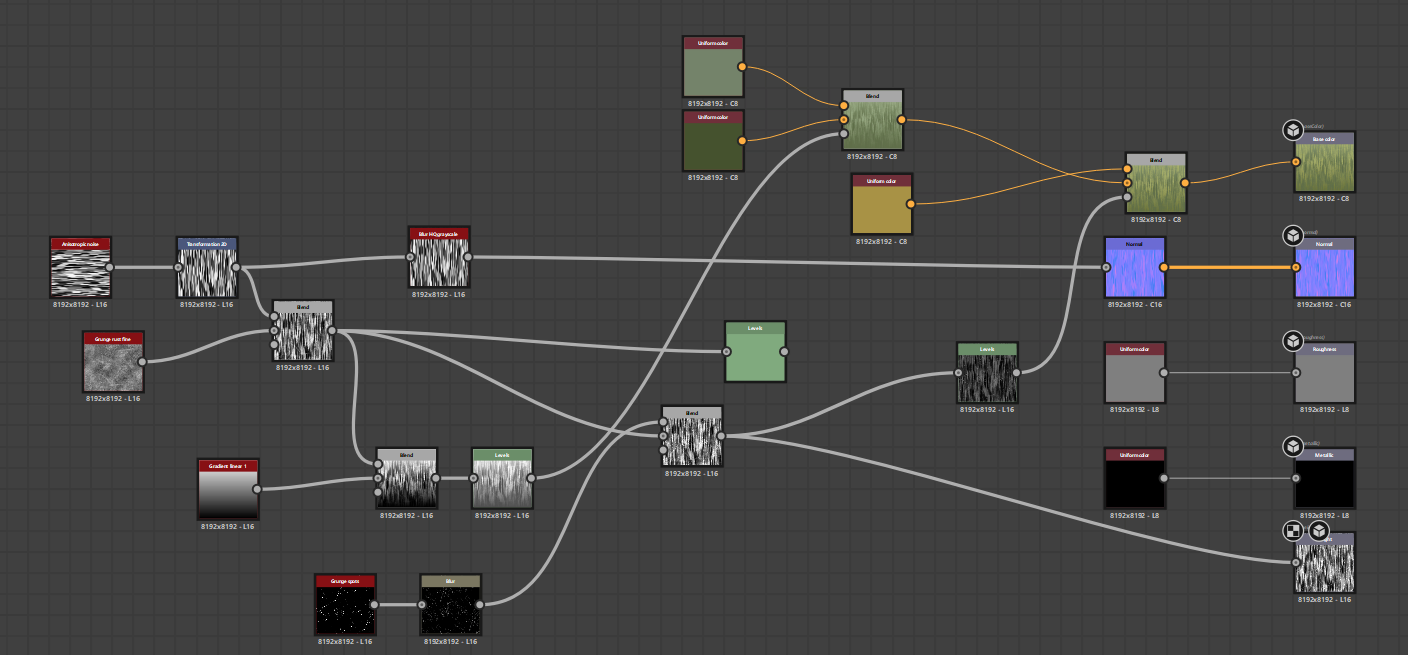 Uniform color
8192x8192 - C8
Uniform color
8192x8192 - C8
Blend
8192x8192 - C8
Uniform color
8192x8192 - C8
Blend
8192x8192 - C8
Base color
8192x8192 - C8
Anisotropic noise
8192x8192 - L16
Transformation 2D
8192x8192 - L16
Blur HQ grayscale
8192x8192 - L16
Normal
8192x8192 - C16
Normal
8192x8192 - C16
Blend
8192x8192 - L16
Grunge rust fine
8192x8192 - L16
Levels
Levels
8192x8192 - L16
Uniform color
8192x8192 - L8
Roughness
8192x8192 - L8
Blend
8192x8192 - L16
Gradient linear 1
8192x8192 - L16
Blend
8192x8192 - L16
Levels
8192x8192 - L16
Uniform color
8192x8192 - L8
Metallic
8192x8192 - L8
Grunge spots
8192x8192 - L16
Blur
8192x8192 - L16
8192x8192 - L16